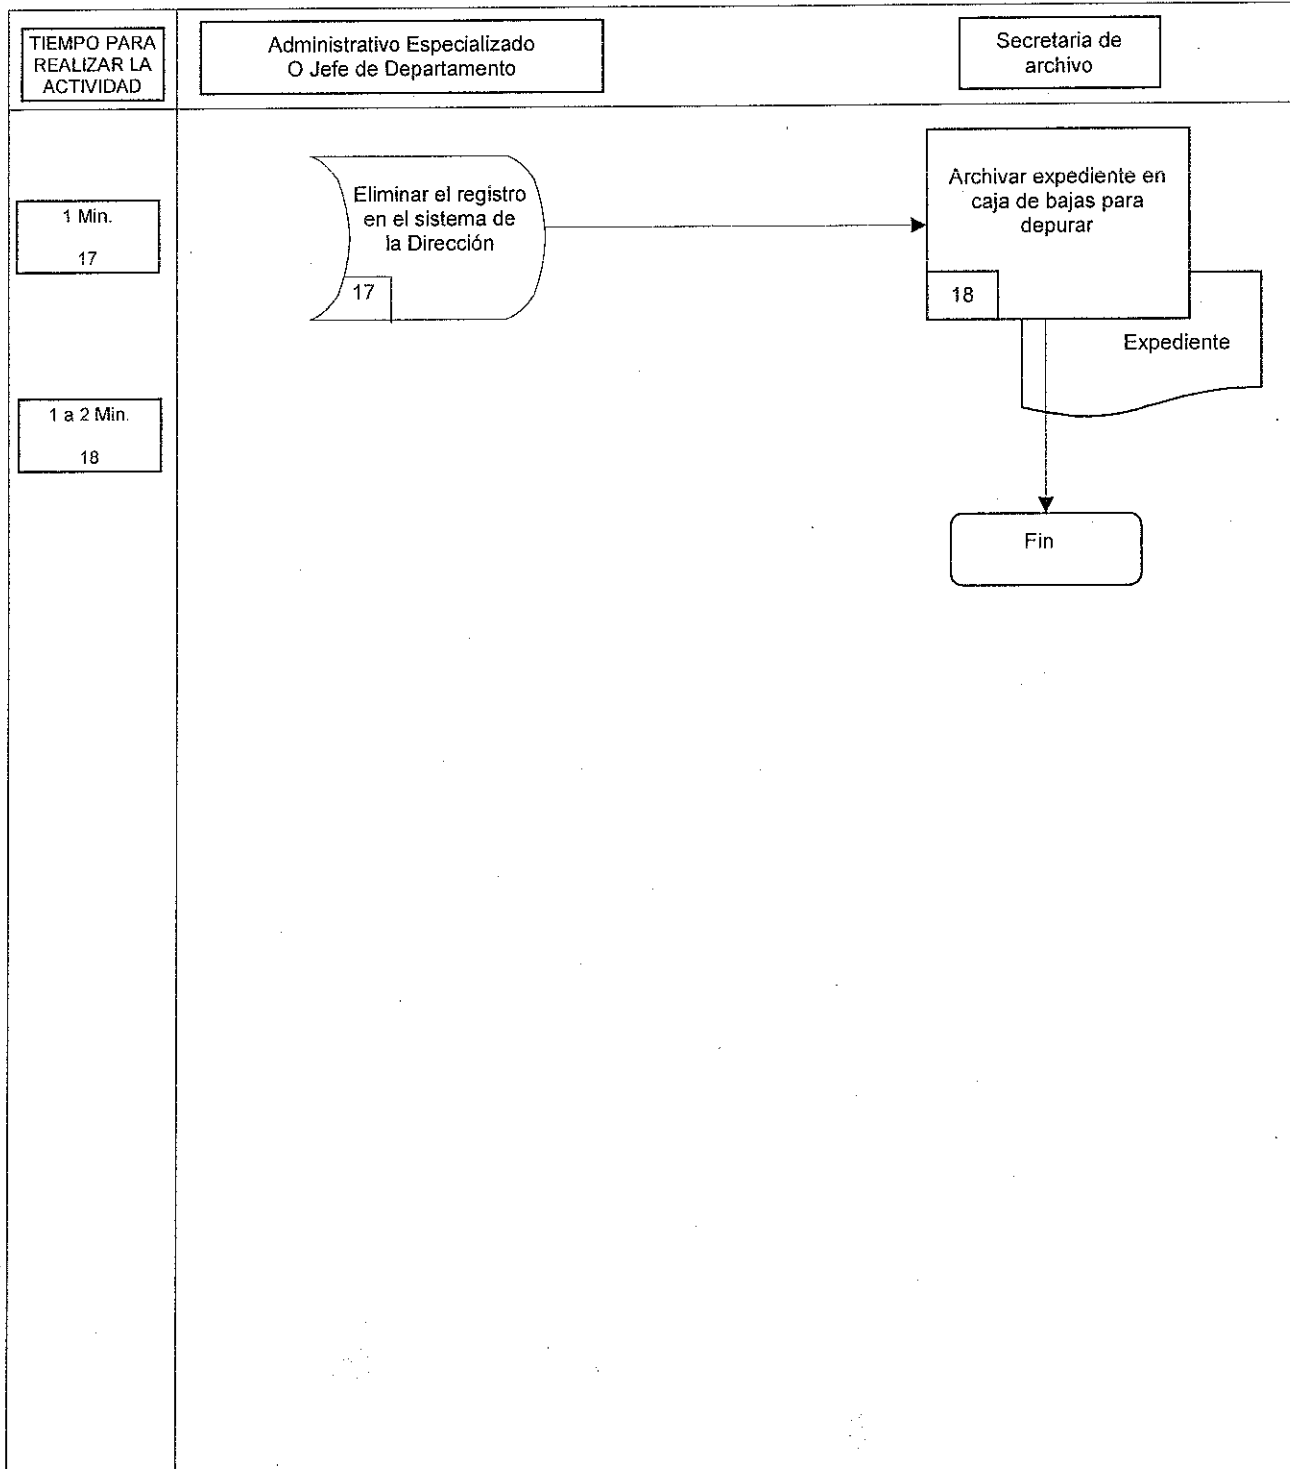 TIEMPO PARA
REALIZAR LA
ACTIVIDAD
Administrativo Especializado
O Jefe de Departamento
Secretaria de
archivo
1 Min.
17
Eliminar el registro
en el sistema de
la Dirección
17
Archivar expediente en
caja de bajas para
depurar
18
Expediente
1 a 2 Min.
18
Fin